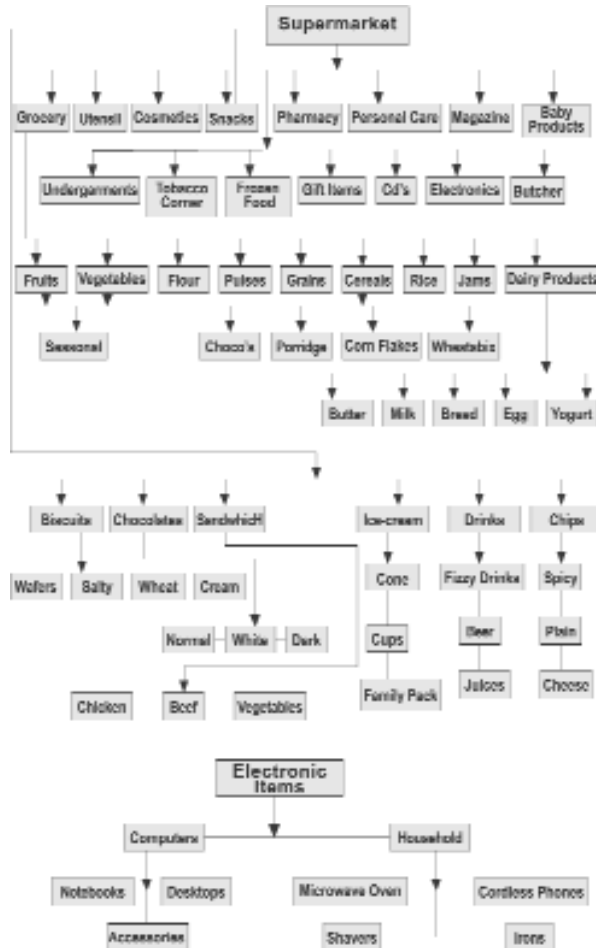 Supermarket
Grocery
Utensil
Cosmetics
Snacks
Pharmacy
Personal Care
Magazine
Baby
Products
Undergarments
Tobacco
Corner
Frozen
Food
Gift Items
Cd's
Electronics
Butcher
Fruits
Vegetables
Flour
Pulses
Grains
Cereals
Rice
Jams
Dairy Products
Seasonal
Choco's
Porridge
Corn Flakes
Wheatabix
Butter
Milk
Bread
Egg
Yogurt
Biscuits
Chocolates
SandwhicH
Ice-cream
Drinks
Chips
Wafers
Salty
Wheat
Cream
Cone
Fizzy Drinks
Spicy
Normal
White
Dark
Cups
Beer
Plain
Chicken
Beef
Vegetables
Family Pack
Juices
Cheese
Electronic
Items
Computers
Household
Notebooks
Desktops
Microwave Oven
Cordless Phones
Accessories
Shavers
Irons